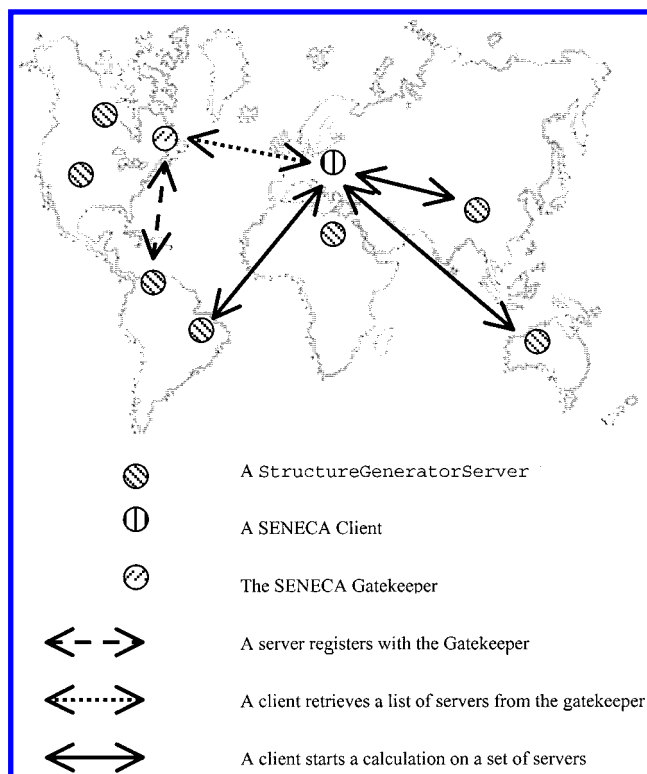 A StructureGeneratorServer
A SENECA Client
The SENECA Gatekeeper
A server registers with the Gatekeeper
A client retrieves a list of servers from the gatekeeper
A client starts a calculation on a set of servers